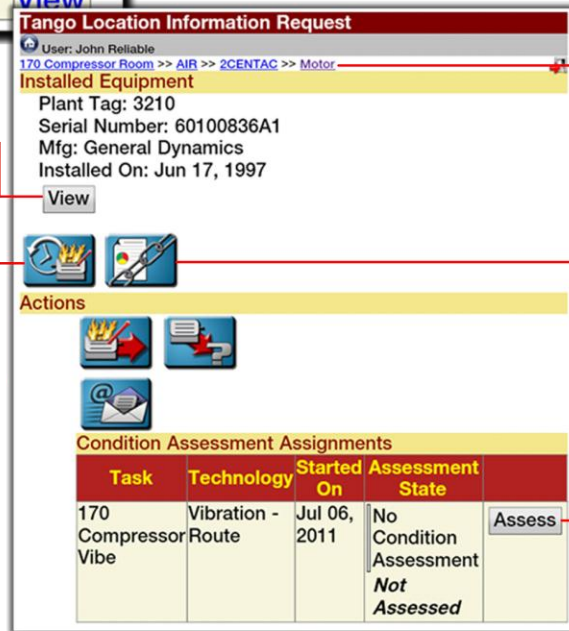 View
Tango Location Information Request
User: John Reliable
170 Compressor Room >> AIR >> 2CENTAC >> Motor
Installed Equipment
Plant Tag: 3210
Serial Number: 60100836A1
Mfg: General Dynamics
Installed On: Jun 17, 1997
View
Actions
@
Condition Assessment Assignments
Task Technology Started On Assessment State
170 Compressor Vibe
Vibration - Route
Jul 06, 2011
No Condition Assessment
Not Assessed
Assess